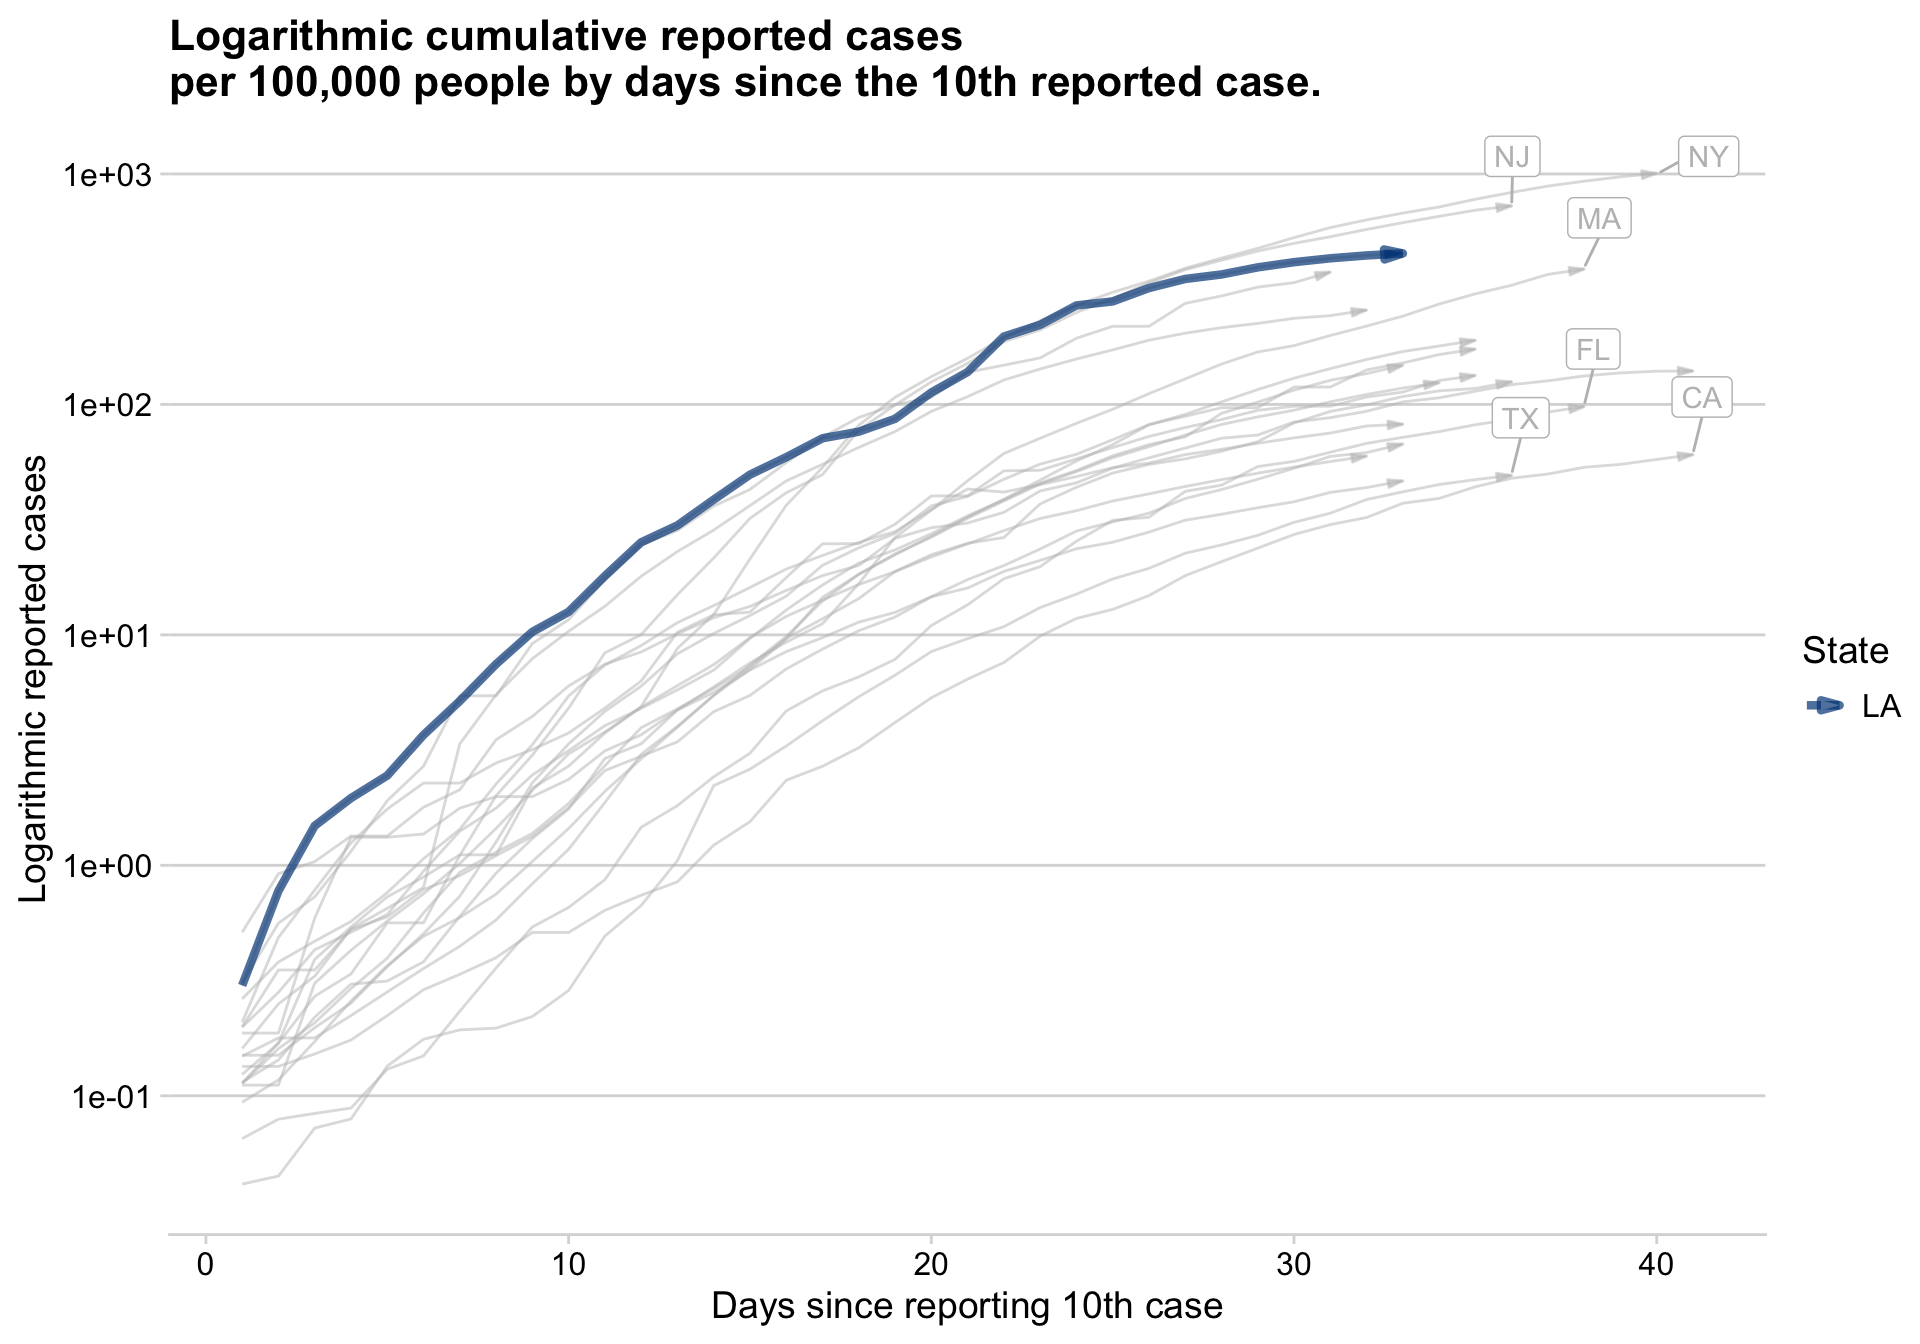 Logarithmic cumulative reported cases
per 100,000 people by days since the 10th reported case.
1e+03
1e+02
1e+01
1e+00
1e-01
Logarithmic reported cases
NJ
NY
MA
FL
CA
TX
State
LA
0
10
20
30
40
Days since reporting 10th case